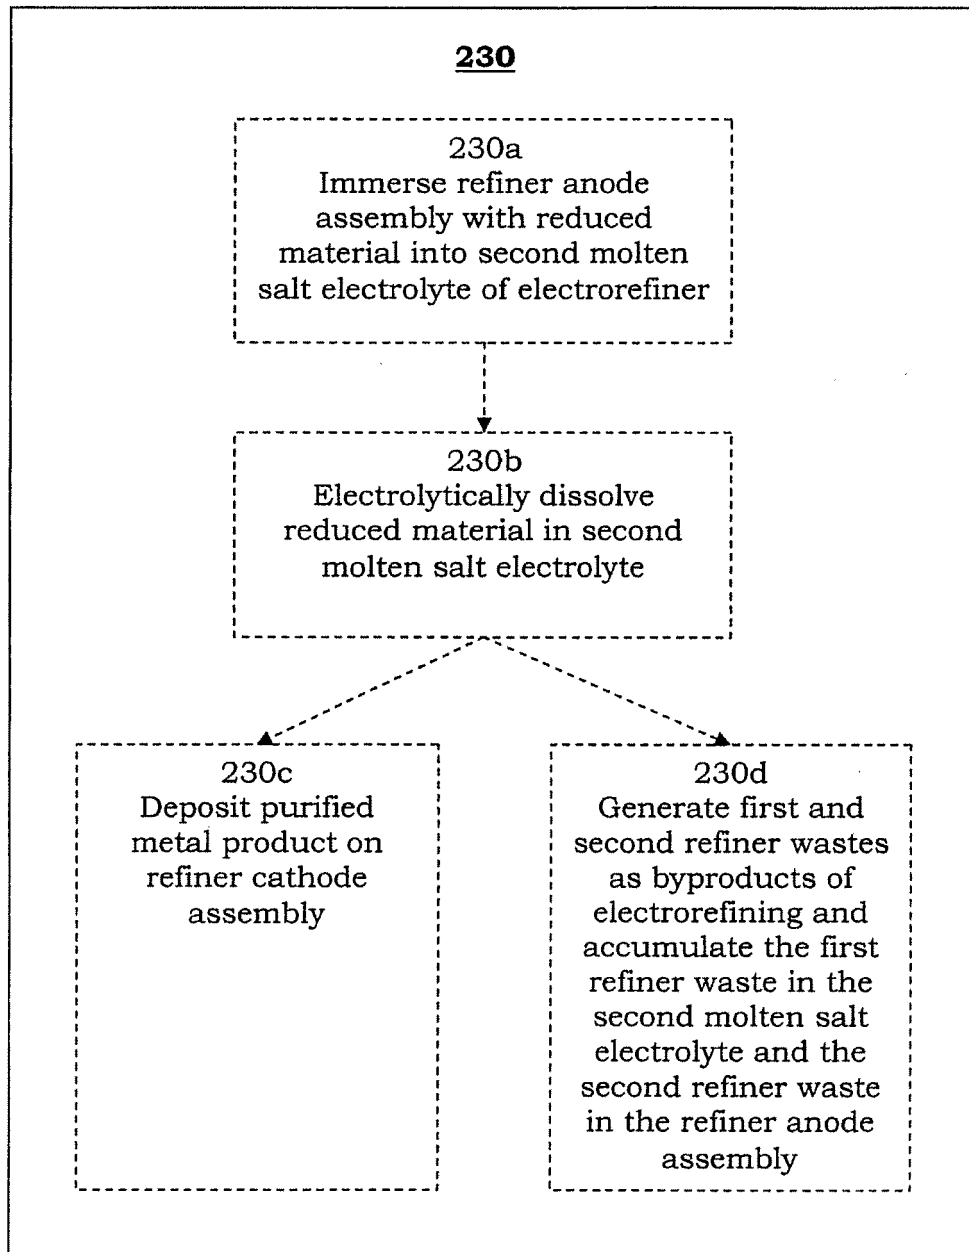 230
230a
Immerse refiner anode
assembly with reduced
material into second molten
salt electrolyte of electrorefiner
230b
Electrolytically dissolve
reduced material in second
molten salt electrolyte
230c
Deposit purified
metal product on
refiner cathode
assembly
230d
Generate first and
second refiner wastes
as byproducts of
electrorefining and
accumulate the first
refiner waste in the
second molten salt
electrolyte and the
second refiner waste
in the refiner anode
assembly